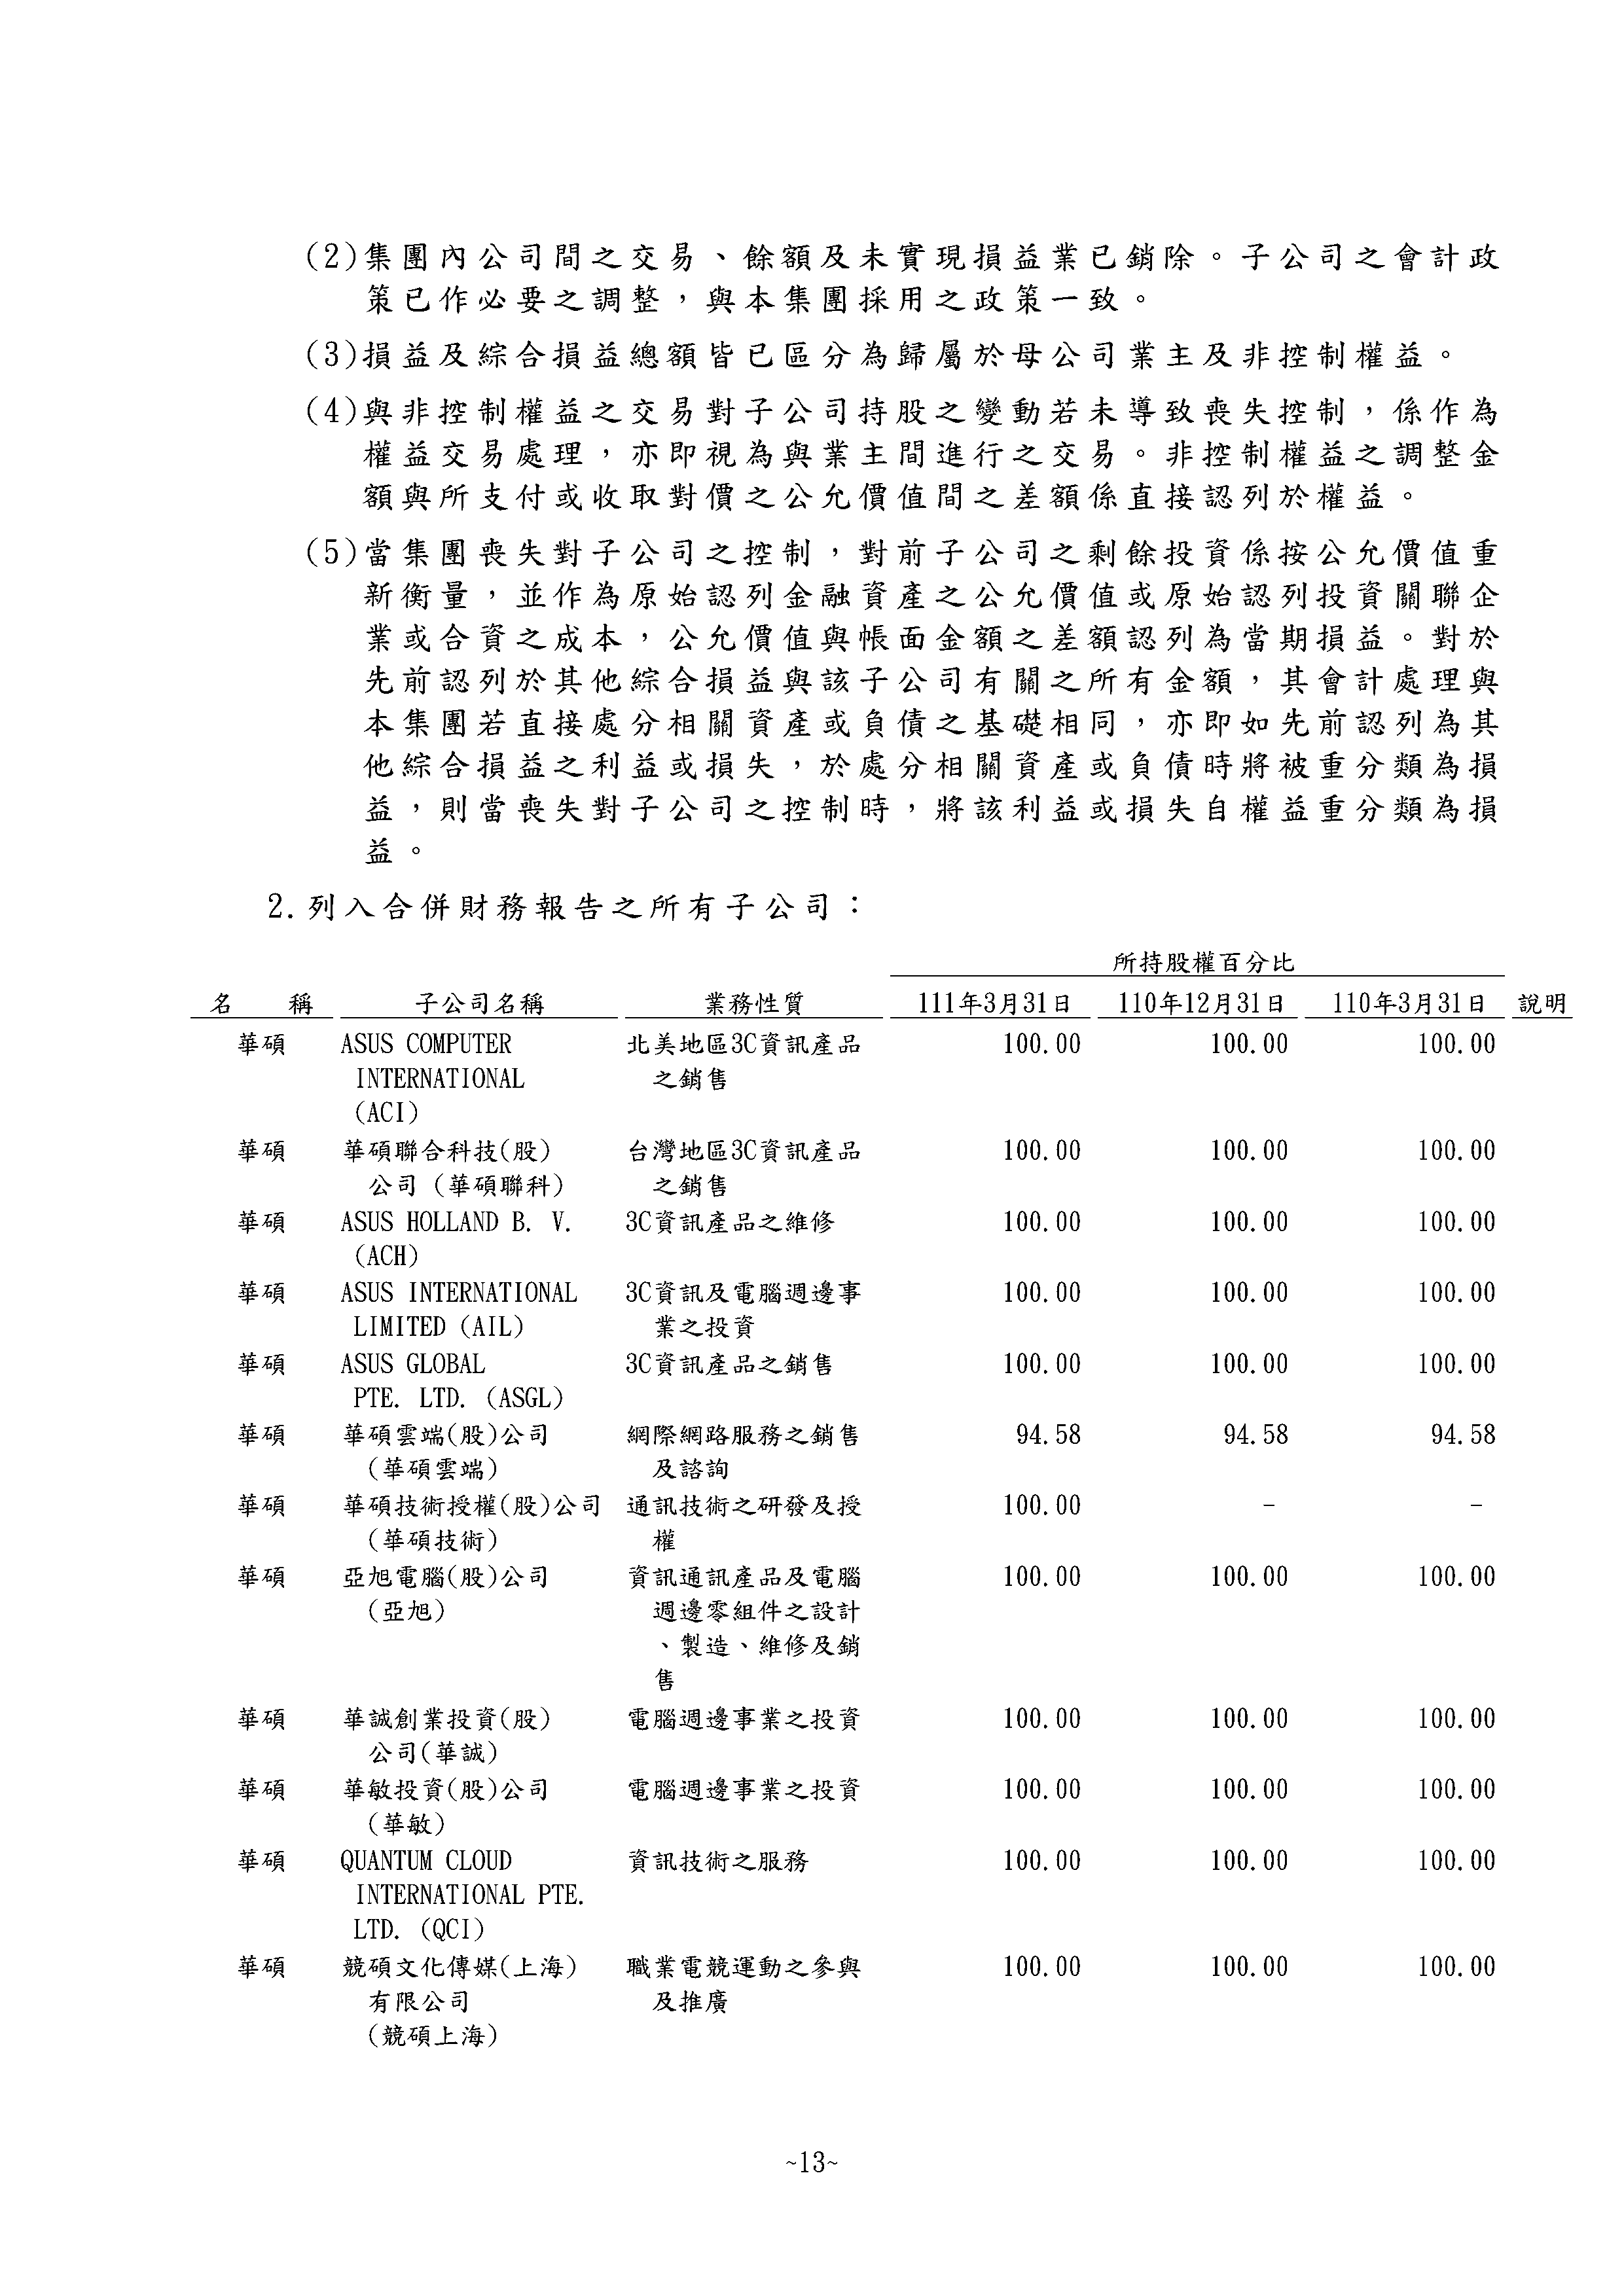 (2)集團內公司間之交易、餘額及未實現損益業已銷除。子公司之會計政
策已作必要之調整，與本集團採用之政策一致。
(3)損益及綜合損益總額皆已區分為歸屬於母公司業主及非控制權益。
(4)與非控制權益之交易對子公司持股之變動若未導致喪失控制，係作為
權益交易處理，亦即視為與業主間進行之交易。非控制權益之調整金
額與所支付或收取對價之公允價值間之差額係直接認列於權益。
(5)當集團喪失對子公司之控制，對前子公司之剩餘投資係按公允價值重
新衡量，並作為原始認列金融資產之公允價值或原始認列投資關聯企
業或合資之成本，公允價值與帳面金額之差額認列為當期損益。對於
先前認列於其他綜合損益與該子公司有關之所有金額，其會計處理與
本集團若直接處分相關資產或負債之基礎相同，亦即如先前認列為其
他綜合損益之利益或損失，於處分相關資產或負債時將被重分類為損
益，則當喪失對子公司之控制時，將該利益或損失自權益重分類為損
益。
2.列入合併財務報告之所有子公司：
所持股權百分比
名 稱 子公司名稱 業務性質 111年3月31日 110年12月31日 110年3月31日 說明
華碩 ASUS COMPUTER 北美地區3C資訊產品 100.00 100.00 100.00
INTERNATIONAL 之銷售
(ACI)
華碩 華碩聯合科技(股) 台灣地區3C資訊產品 100.00 100.00 100.00
公司 (華碩聯科) 之銷售
華碩 ASUS HOLLAND B. V. 3C資訊產品之維修 100.00 100.00 100.00
(ACH)
華碩 ASUS INTERNATIONAL 3C資訊及電腦週邊事 100.00 100.00 100.00
LIMITED (AIL) 業之投資
華碩 ASUS GLOBAL 3C資訊產品之銷售 100.00 100.00 100.00
PTE. LTD. (ASGL)
華碩 華碩雲端(股)公司 網際網路服務之銷售 94.58 94.58 94.58
(華碩雲端) 及諮詢
華碩 華碩技術授權(股)公司 通訊技術之研發及授 100.00 - -
(華碩技術) 權
華碩 亞旭電腦(股)公司 資訊通訊產品及電腦 100.00 100.00 100.00
(亞旭) 週邊零組件之設計
、製造、維修及銷
售
華碩 華誠創業投資(股) 電腦週邊事業之投資 100.00 100.00 100.00
公司(華誠)
華碩 華敏投資(股)公司 電腦週邊事業之投資 100.00 100.00 100.00
(華敏)
華碩 QUANTUM CLOUD 資訊技術之服務 100.00 100.00 100.00
INTERNATIONAL PTE.
LTD. (QCI)
華碩 競碩文化傳媒(上海) 職業電競運動之參與 100.00 100.00 100.00
有限公司 及推廣
(競碩上海)
~13~